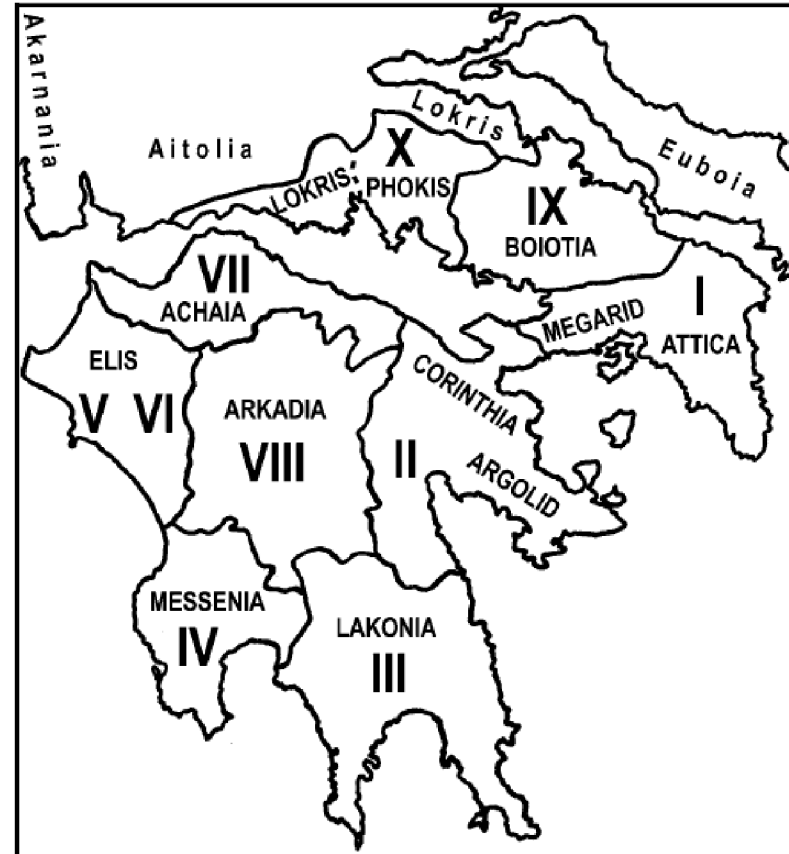 Akarnania
Aitolia
Lokris
Euboia
X
LOKRIS
PHOKIS
IX
BOIOTIA
VII
ACHAIA
I
MEGARID
ATTICA
ELIS
V VI
ARKADIA
VIII
CORINTHIA
II
ARGOLID
MESSENIA
IV
LAKONIA
III